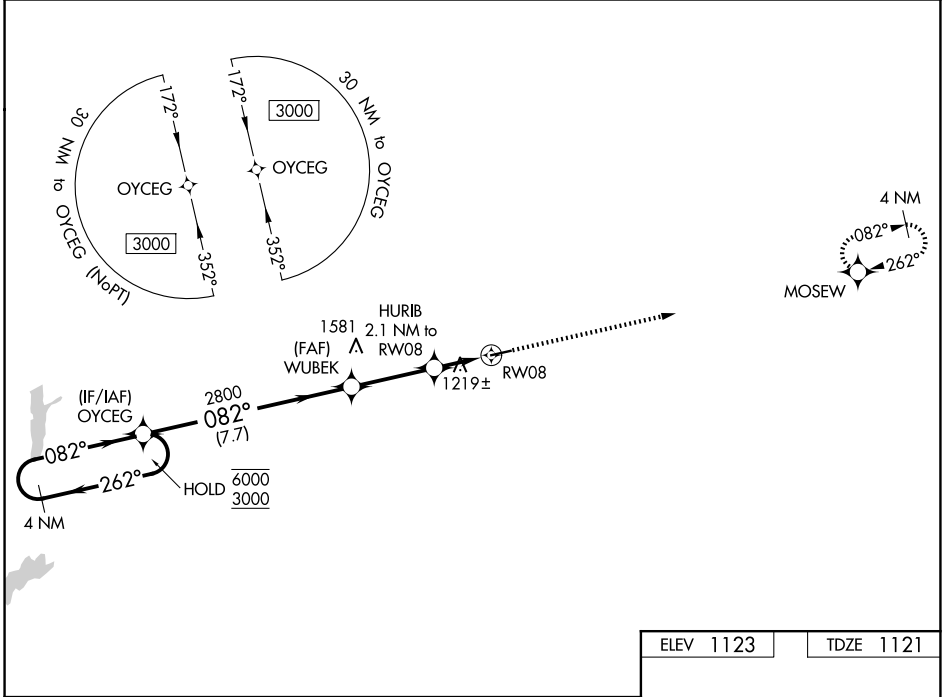 30 NM to OYCEG (NoPT)
172°
OYCEG
3000
352°
30 NM to OYCEG
172°
3000
OYCEG
352°
4 NM
082°
262°
MOSEW
HURIB
2.1 NM to
RW08
1581
(FAF)
WUBEK
1219±
RW08
(IF/IAF)
OYCEG
2800
082°
(7.7)
082°
262°
HOLD
6000
3000
4 NM
ELEV 1123
TDZE 1121